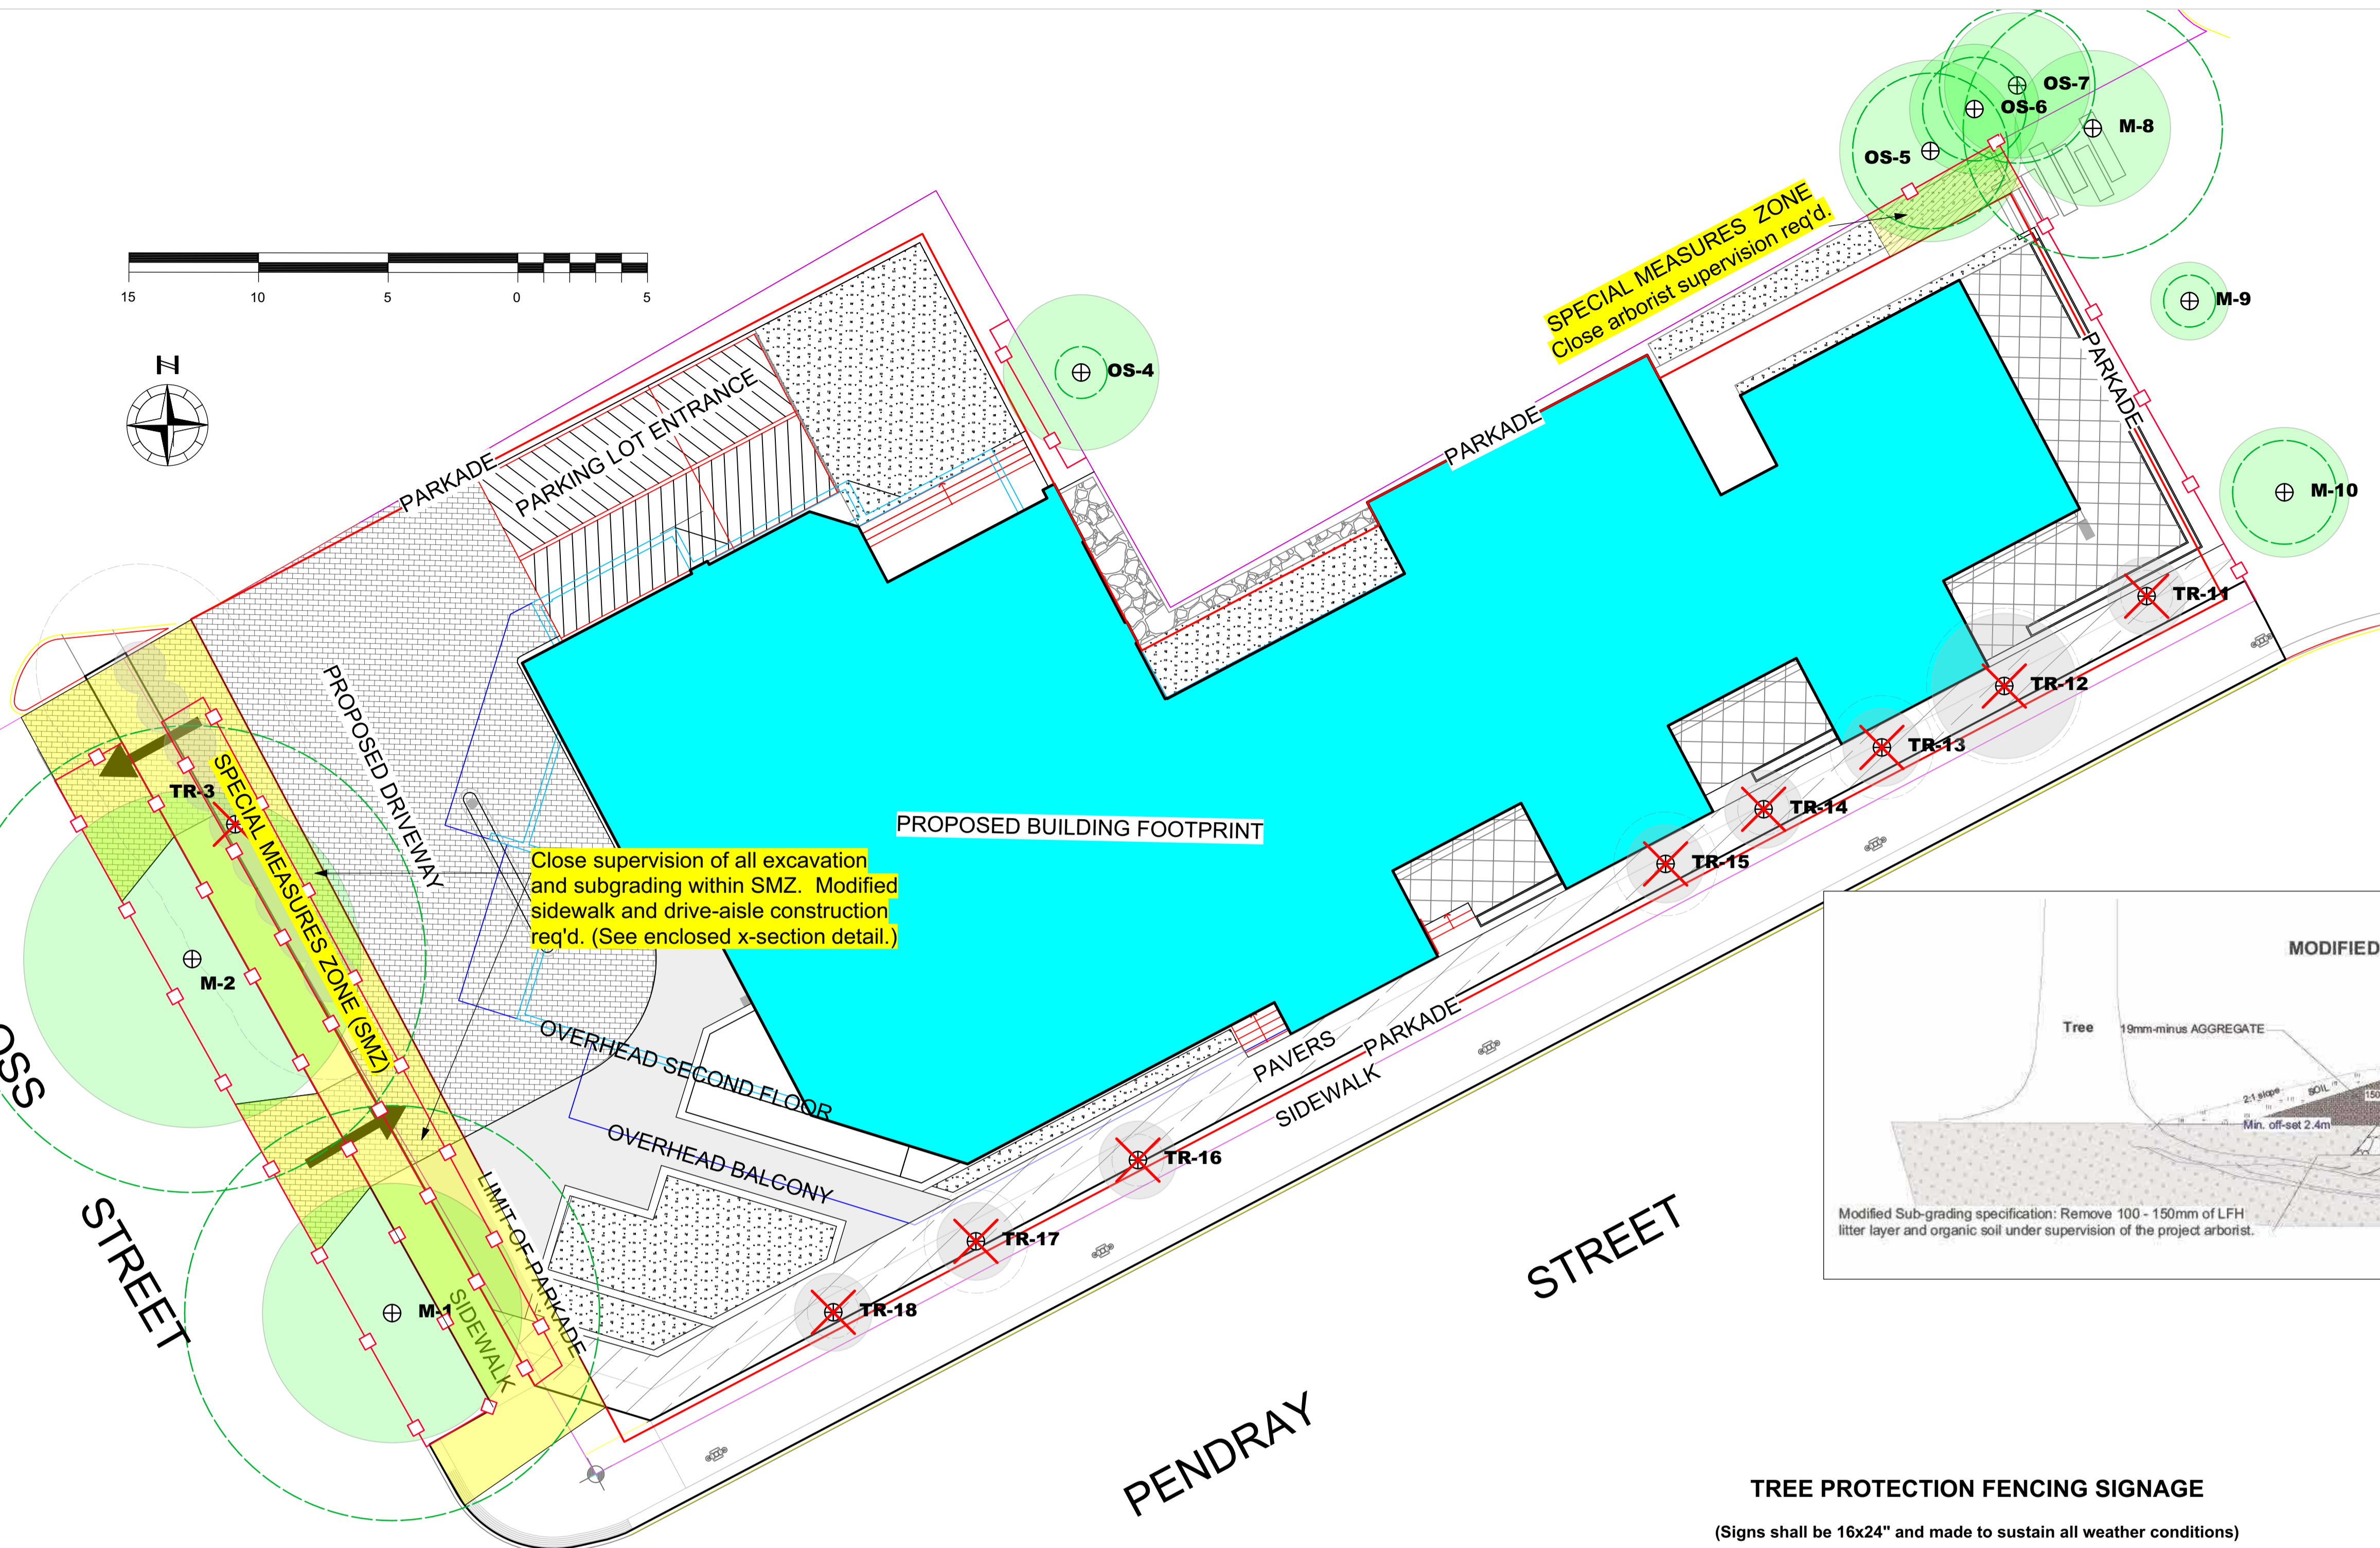 OS-7
OS-6
M-8
OS-5
SPECIAL MEASURES ZONE
Close arborist supervision req'd.
15 10 5 0 5
N
M-9
OS-4
PARKADE
PARKING LOT ENTRANCE
PARKADE
PARKADE
M-10
TR-11
TR-12
TR-13
TR-14
TR-15
PROPOSED DRIVEWAY
TR-3
SPECIAL MEASURES ZONE (SMZ)
PROPOSED BUILDING FOOTPRINT
Close supervision of all excavation
and subgrading within SMZ. Modified
sidewalk and drive-aisle construction
req'd. (See enclosed x-section detail.)
M-2
OSS
STREET
OVERHEAD SECOND FLOOR
OVERHEAD BALCONY
PAVERS
PARKADE
SIDEWALK
TR-16
TR-17
TR-18
LIMIT OF PARKADE
M-1
SIDEWALK
PENDRAY
STREET
MODIFIED
Tree
19mm-minus AGGREGATE
2:1 slope
SOIL
150
Min. off-set 2.4m
Modified Sub-grading specification: Remove 100 - 150mm of LFH
litter layer and organic soil under supervision of the project arborist.
TREE PROTECTION FENCING SIGNAGE
(Signs shall be 16x24" and made to sustain all weather conditions)